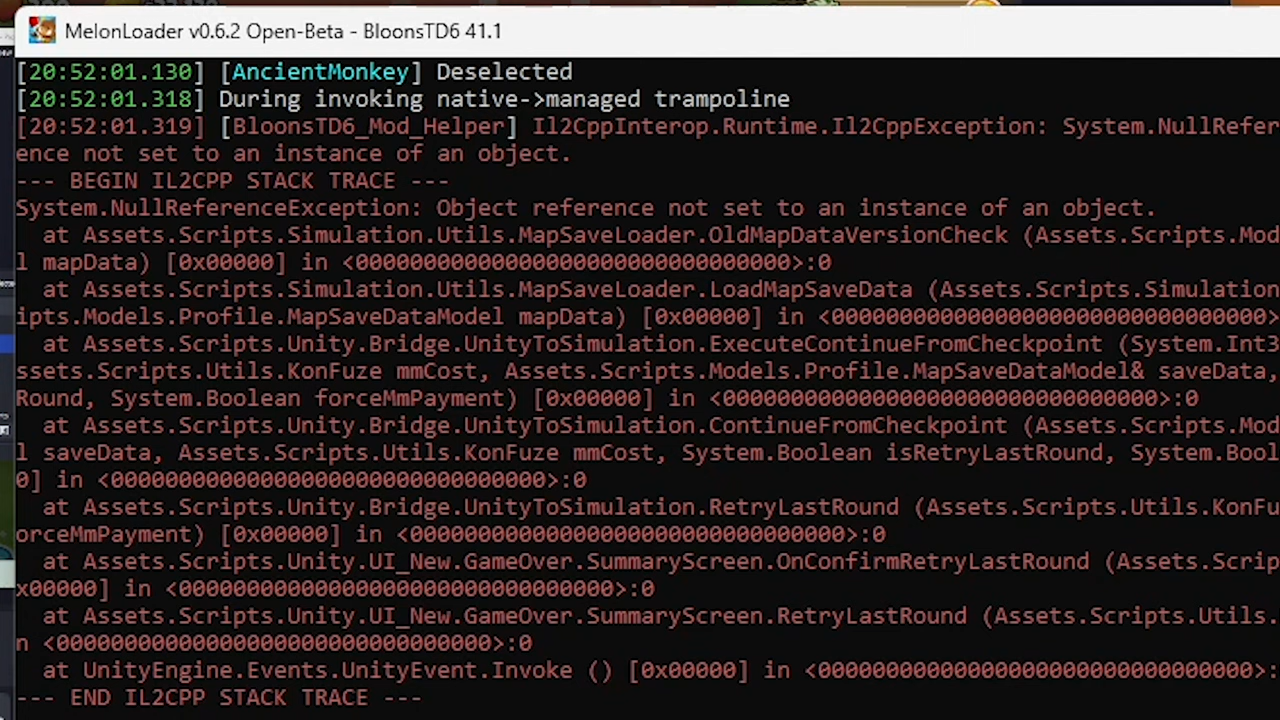 MelonLoader v0.6.2 Open-Beta - BloonsTD6 41.1
[20:52:01.130] [AncientMonkey] Deselected
[20:52:01.318] During invoking native->managed trampoline
[20:52:01.319] [BloonsTD6_Mod_Helper] Il2CppInterop.Runtime.Il2CppException: System.NullRefer
ence not set to an instance of an object.
--- BEGIN IL2CPP STACK TRACE ---
System.NullReferenceException: Object reference not set to an instance of an object.
at Assets.Scripts.Simulation.Utils.MapSaveLoader.OldMapDataVersionCheck (Assets.Scripts.Mod
l mapData) [0x00000] in <00000000000000000000000000000000>:0
at Assets.Scripts.Simulation.Utils.MapSaveLoader.LoadMapSaveData (Assets.Scripts.Simulation
ipts.Models.Profile.MapSaveDataModel mapData) [0x00000] in <00000000000000000000000000000000>
at Assets.Scripts.Unity.Bridge.UnityToSimulation.ExecuteContinueFromCheckpoint (System.Int3
ssets.Scripts.Utils.KonFuze mmCost, Assets.Scripts.Models.Profile.MapSaveDataModel& saveData,
Round, System.Boolean forceMmPayment) [0x00000] in <00000000000000000000000000000000>:0
at Assets.Scripts.Unity.Bridge.UnityToSimulation.ContinueFromCheckpoint (Assets.Scripts.Mod
l saveData, Assets.Scripts.Utils.KonFuze mmCost, System.Boolean isRetryLastRound, System.Bool
0] in <00000000000000000000000000000000>:0
at Assets.Scripts.Unity.Bridge.UnityToSimulation.RetryLastRound (Assets.Scripts.Utils.KonFu
orceMmPayment) [0x00000] in <00000000000000000000000000000000>:0
at Assets.Scripts.Unity.UI_New.GameOver.SummaryScreen.OnConfirmRetryLastRound (Assets.Scrip
x00000] in <00000000000000000000000000000000>:0
at Assets.Scripts.Unity.UI_New.GameOver.SummaryScreen.RetryLastRound (Assets.Scripts.Utils.
n <00000000000000000000000000000000>:0
at UnityEngine.Events.UnityEvent.Invoke () [0x00000] in <00000000000000000000000000000000>:
--- END IL2CPP STACK TRACE ---